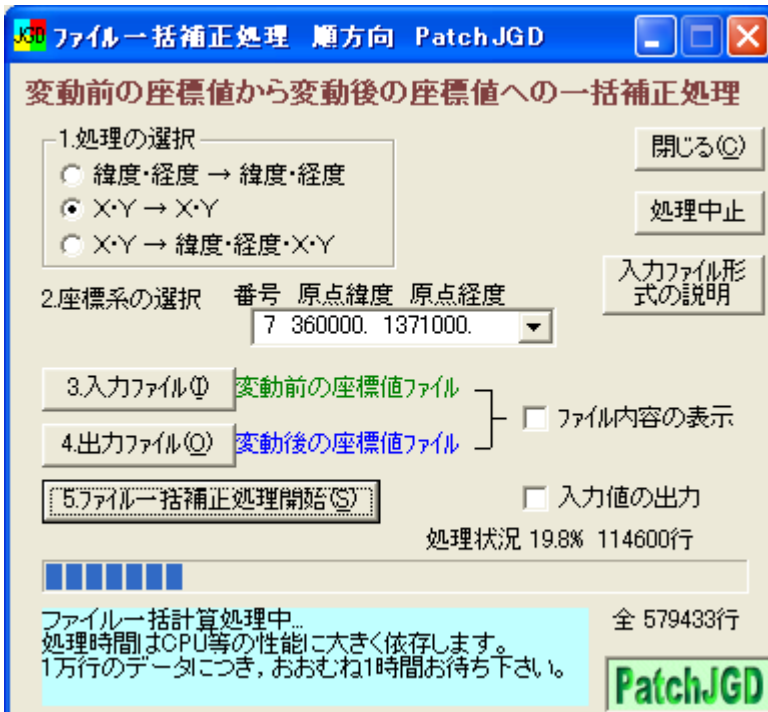 JGD ファイル一括補正処理 順方向 PatchJGD
変動前の座標値から変動後の座標値への一括補正処理
1.処理の選択
緯度・経度 → 緯度・経度
X・Y → X・Y
X・Y → 緯度・経度・X・Y
閉じる(C)
処理中止
入力ファイル形
式の説明
2.座標系の選択
番号 原点緯度 原点経度
7 360000. 1371000.
3.入力ファイル(I)
変動前の座標値ファイル
4.出力ファイル(O)
変動後の座標値ファイル
ファイル内容の表示
5.ファイル一括補正処理開始(S)
入力値の出力
処理状況 19.8% 114600行
ファイル一括計算処理中...
処理時間はCPU等の性能に大きく依存します。
1万行のデータにつき,おおむね1時間お待ち下さい。
全 579433行
PatchJGD